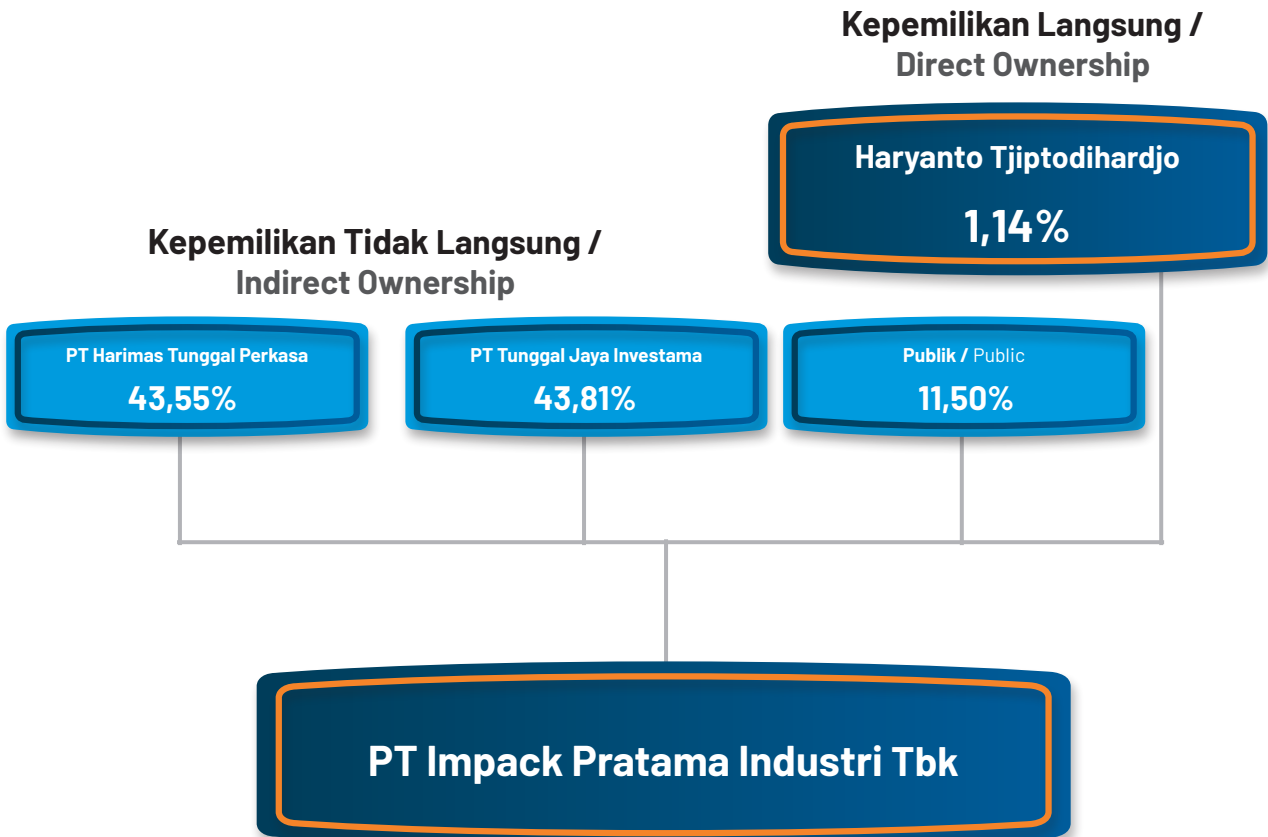 Kepemilikan Langsung /
Direct Ownership
Haryanto Tjiptodihardjo
1,14%
Kepemilikan Tidak Langsung /
Indirect Ownership
PT Harimas Tunggal Perkasa
43,55%
PT Tunggal Jaya Investama
43,81%
Publik / Public
11,50%
PT Impack Pratama Industri Tbk